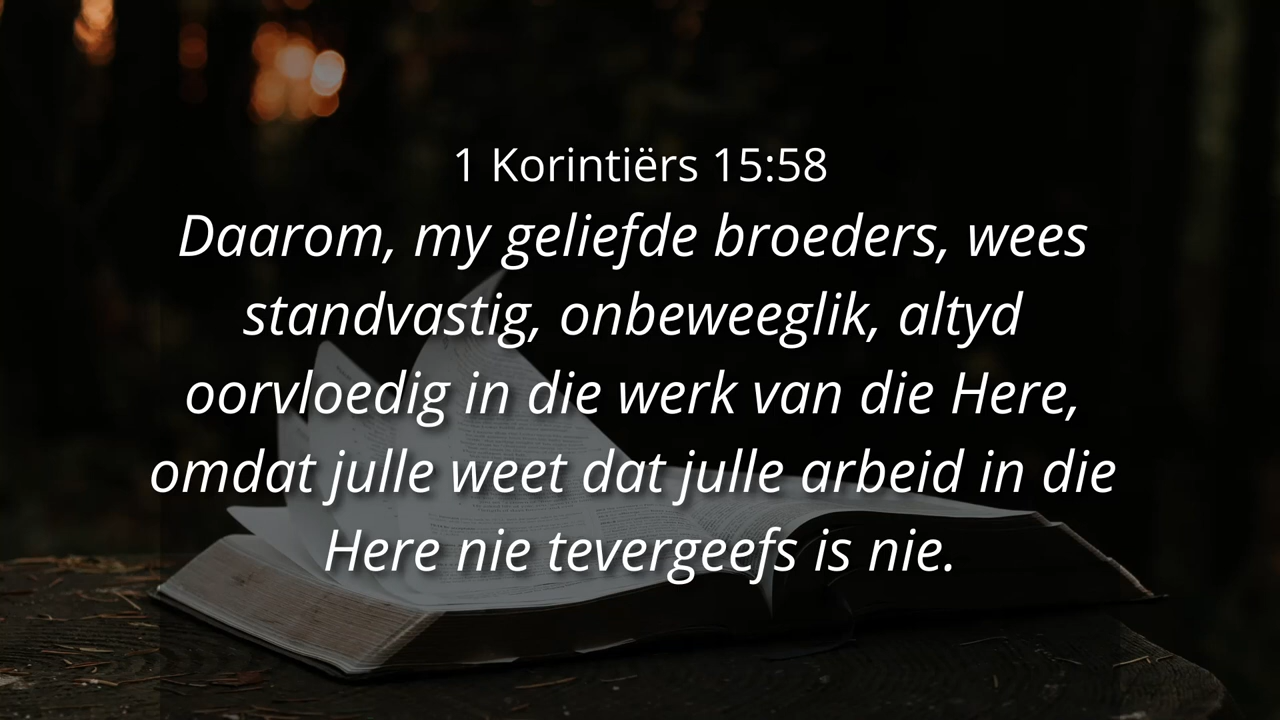 1 Korintiërs 15:58
Daarom, my geliefde broeders, wees
standvastig, onbeweeglik, altyd
oorvloedig in die werk van die Here,
omdat julle weet dat julle arbeid in die
Here nie tevergeefs is nie.